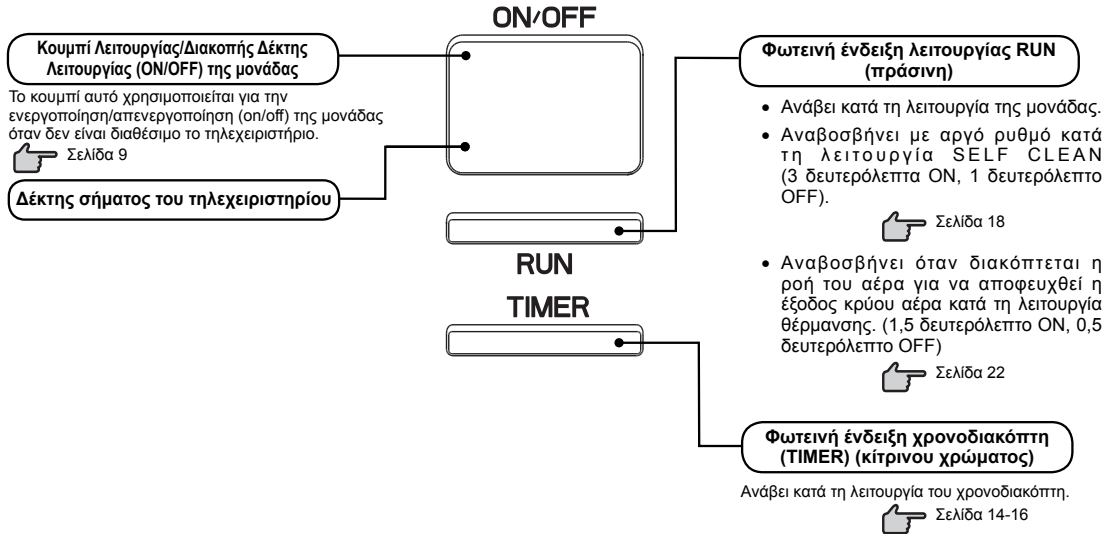 ON/OFF
Κουμπί Λειτουργίας/Διακοπής Δέκτης
Λειτουργίας (ON/OFF) της μονάδας
Το κουμπί αυτό χρησιμοποιείται για την
ενεργοποίηση/απενεργοποίηση (on/off) της μονάδας
όταν δεν είναι διαθέσιμο το τηλεχειριστήριο.
Σελίδα 9
Δέκτης σήματος του τηλεχειριστηρίου
RUN
TIMER
Φωτεινή ένδειξη λειτουργίας RUN
(πράσινη)
• Ανάβει κατά τη λειτουργία της μονάδας.
• Αναβοσβήνει με αργό ρυθμό κατά
τη λειτουργία SELF CLEAN
(3 δευτερόλεπτα ON, 1 δευτερόλεπτο
OFF).
Σελίδα 18
• Αναβοσβήνει όταν διακόπτεται η
ροή του αέρα για να αποφευχθεί η
έξοδος κρύου αέρα κατά τη λειτουργία
θέρμανσης. (1,5 δευτερόλεπτο ON, 0,5
δευτερόλεπτο OFF)
Σελίδα 22
Φωτεινή ένδειξη χρονοδιακόπτη
(TIMER) (κίτρινου χρώματος)
Ανάβει κατά τη λειτουργία του χρονοδιακόπτη.
Σελίδα 14-16